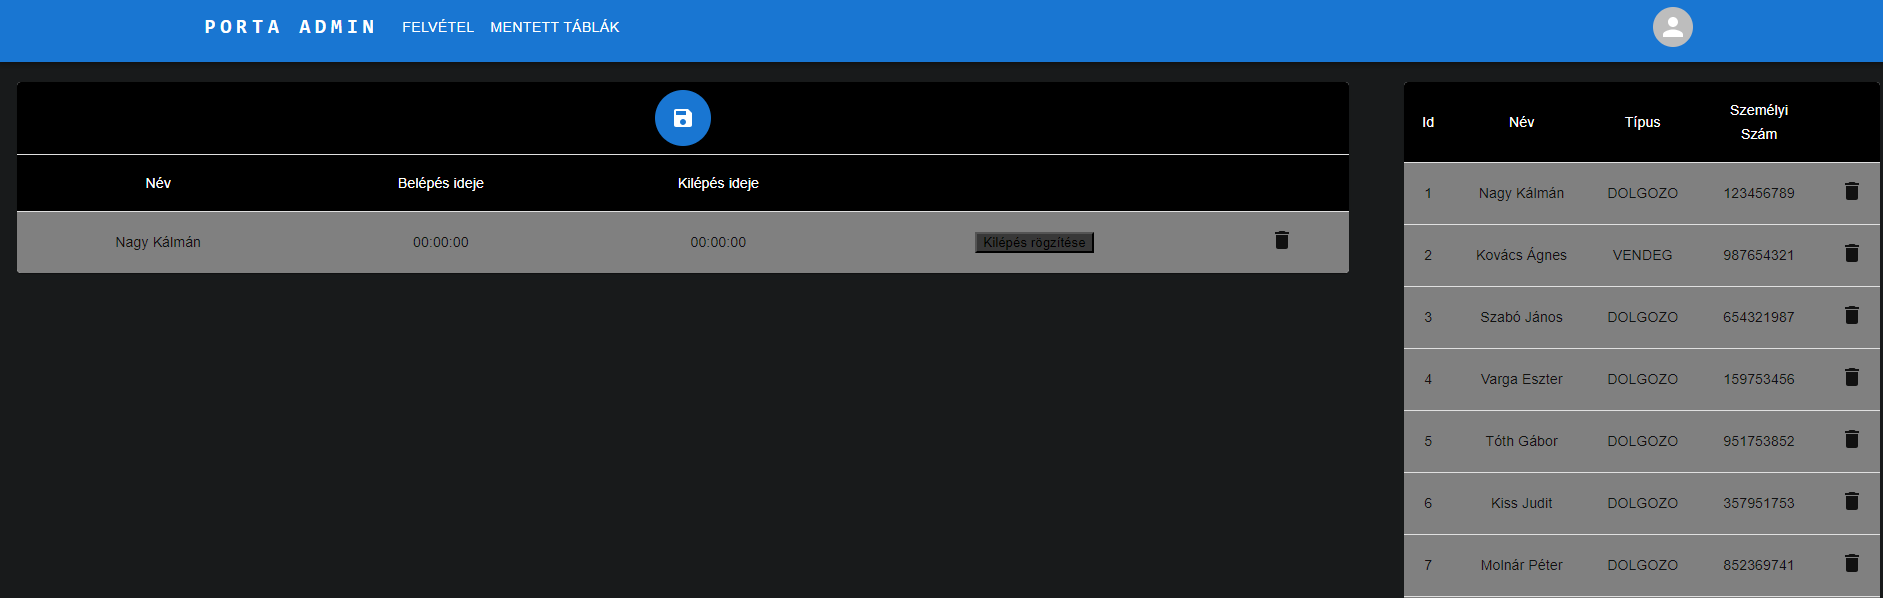 PORTA ADMIN FELVÉTEL MENTETT TÁBLÁK
Név Belépés ideje Kilépés ideje
Nagy Kálmán 00:00:00 00:00:00 Kilépés rögzítése
Id Név Típus Személyi Szám
1 Nagy Kálmán DOLGOZO 123456789
2 Kovács Ágnes VENDEG 987654321
3 Szabó János DOLGOZO 654321987
4 Varga Eszter DOLGOZO 159753456
5 Tóth Gábor DOLGOZO 951753852
6 Kiss Judit DOLGOZO 357951753
7 Molnár Péter DOLGOZO 852369741